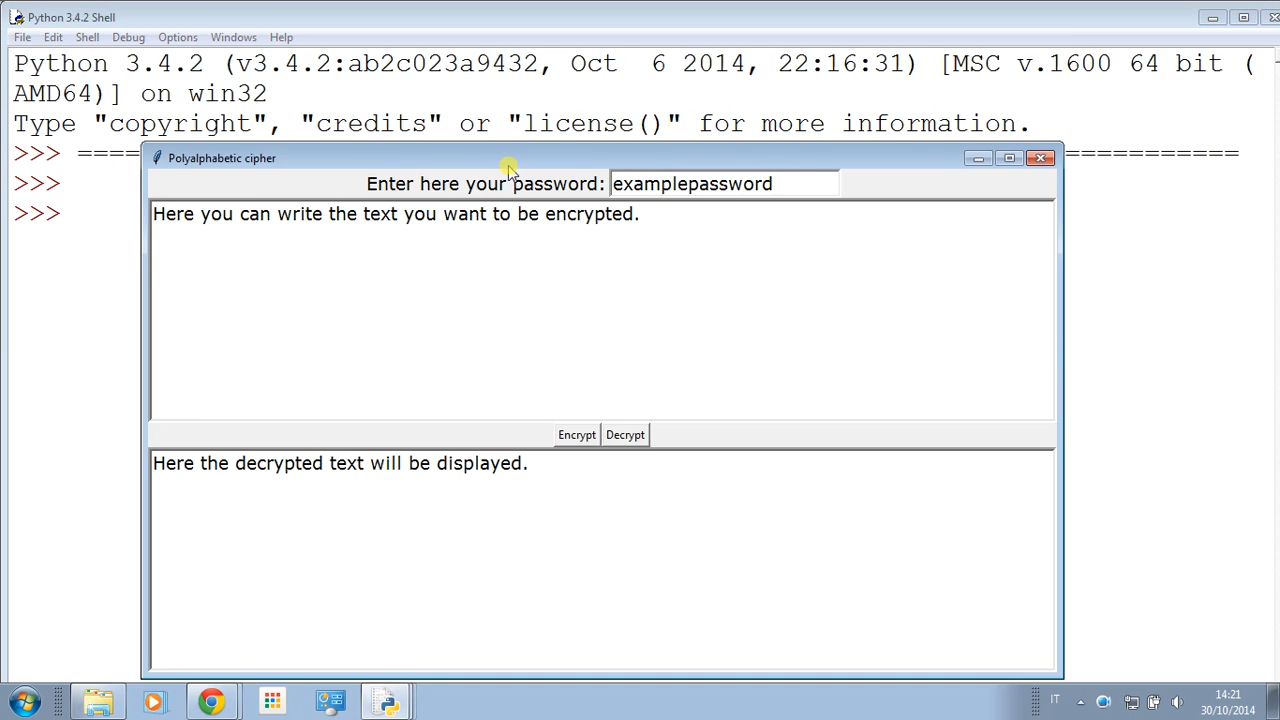 Python 3.4.2 Shell
File Edit Shell Debug Options Windows Help
Python 3.4.2 (v3.4.2:ab2c023a9432, Oct  6 2014, 22:16:31) [MSC v.1600 64 bit (
AMD64)] on win32
Type "copyright", "credits" or "license()" for more information.
>>> ==== ===========
>>>
>>>
Polyalphabetic cipher
Enter here your password: examplepassword
Here you can write the text you want to be encrypted.
Encrypt Decrypt
Here the decrypted text will be displayed.
IT 14:21
30/10/2014